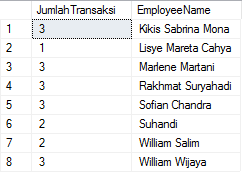 JumlahTransaksi EmployeeName
1 3 Kikis Sabrina Mona
2 1 Lisye Mareta Cahya
3 3 Marlene Martani
4 3 Rakhmat Suryahadi
5 3 Sofian Chandra
6 2 Suhandi
7 2 William Salim
8 3 William Wijaya